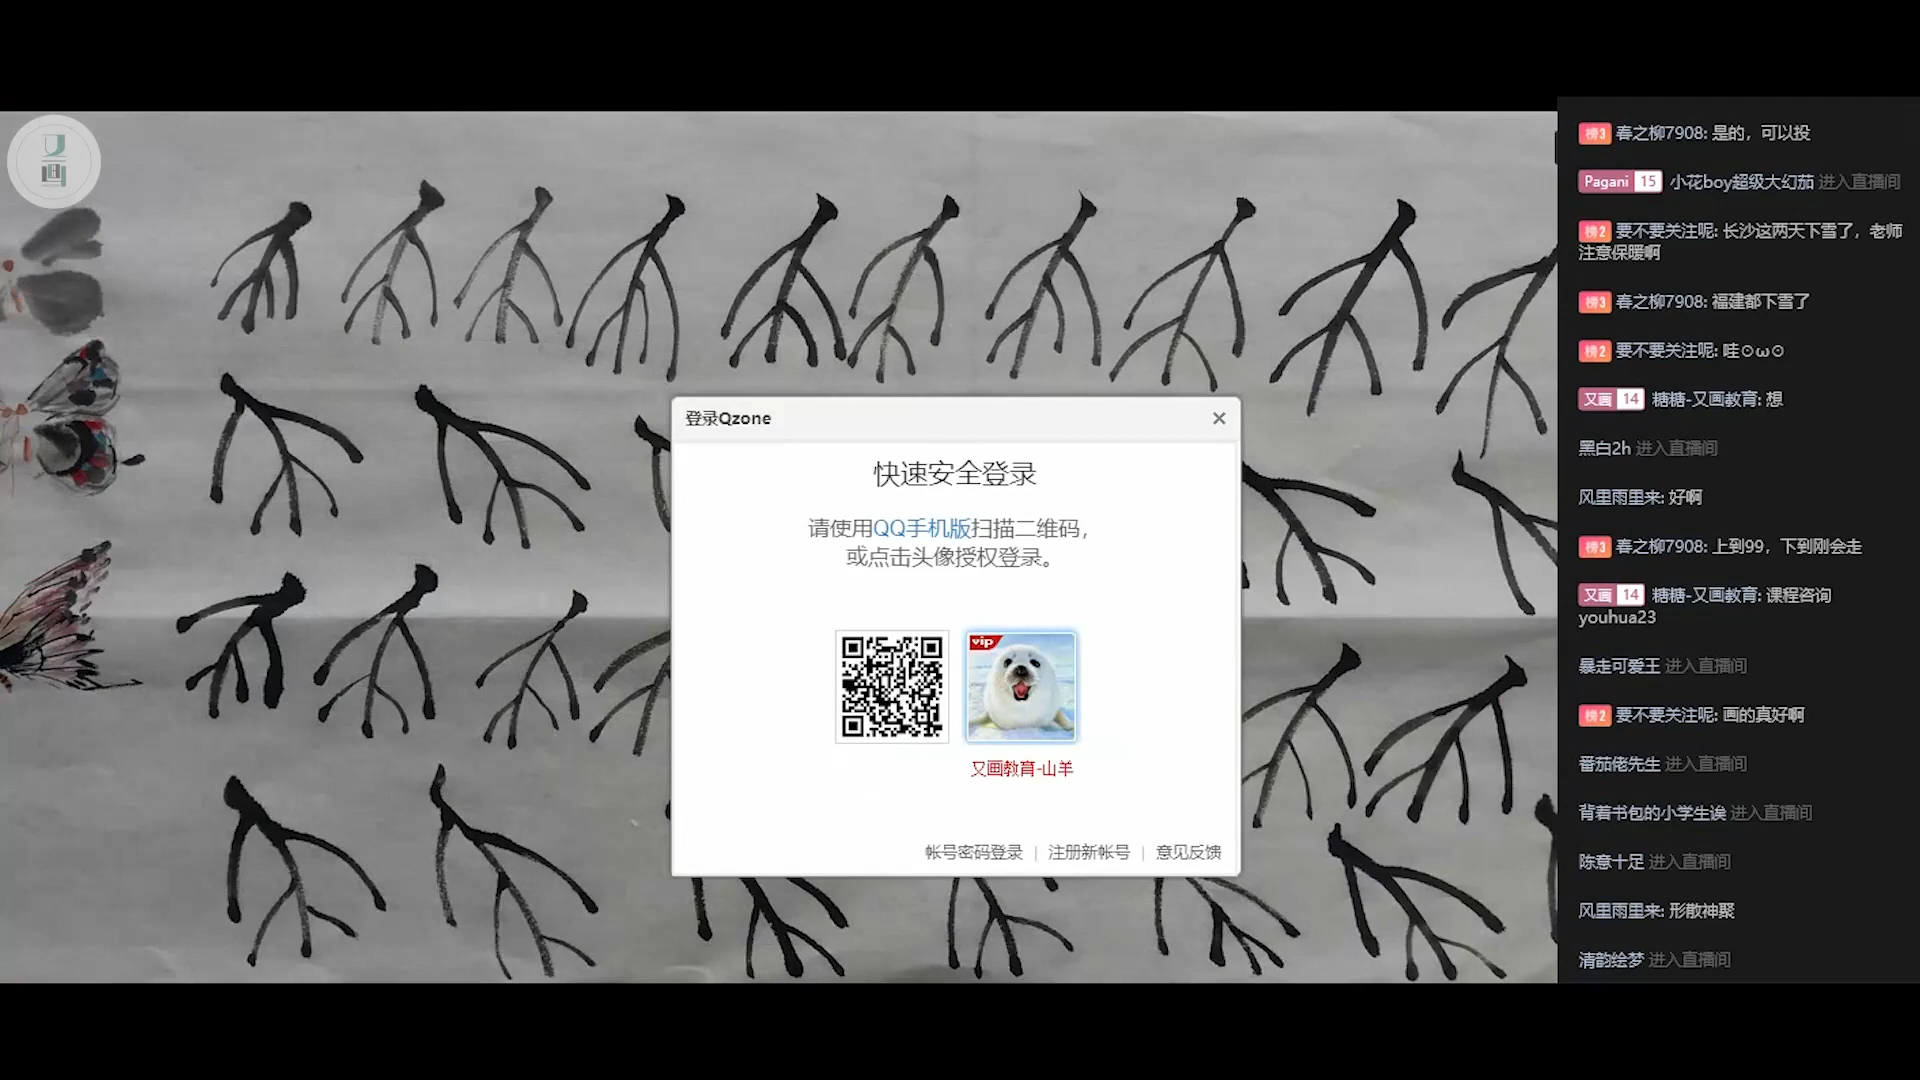 登录Qzone
快速安全登录
请使用QQ手机版扫描二维码，
或点击头像授权登录。
vip
又画教育-山羊
帐号密码登录 | 注册新帐号 | 意见反馈
榜3 春之柳7908: 是的，可以投
Pagani 15 小花boy超级大幻茄 进入直播间
榜2 要不要关注呢: 长沙这两天下雪了，老师
注意保暖啊
榜3 春之柳7908: 福建都下雪了
榜2 要不要关注呢: 哇⊙ω⊙
又画 14 糖糖-又画教育: 想
黑白2h 进入直播间
风里雨里来: 好啊
榜3 春之柳7908: 上到99，下到刚会走
又画 14 糖糖-又画教育: 课程咨询
youhua23
暴走可爱王 进入直播间
榜2 要不要关注呢: 画的真好啊
番茄佬先生 进入直播间
背着书包的小学生诶 进入直播间
陈意十足 进入直播间
风里雨里来: 形散神聚
清韵绘梦 进入直播间